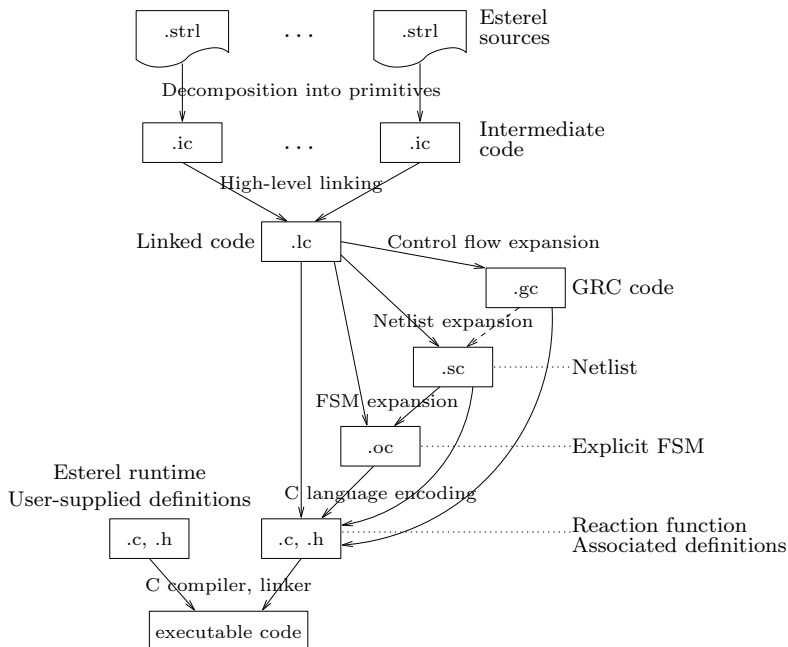 .strl
. . .
.strl
Esterel
sources
Decomposition into primitives
.ic
. . .
.ic
Intermediate
code
High-level linking
Linked code
.lc
Control flow expansion
.gc
GRC code
Netlist expansion
.sc
Netlist
FSM expansion
.oc
Explicit FSM
Esterel runtime
User-supplied definitions
C language encoding
.c, .h
.c, .h
Reaction function
Associated definitions
C compiler, linker
executable code